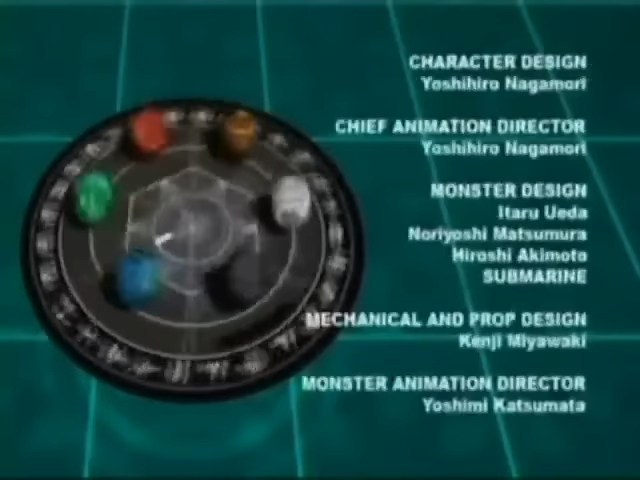 CHARACTER DESIGN
Yoshihiro Nagamori
CHIEF ANIMATION DIRECTOR
Yoshihiro Nagamori
MONSTER DESIGN
Itaru Ueda
Noriyoshi Matsumura
Hiroshi Akimoto
SUBMARINE
MECHANICAL AND PROP DESIGN
Kenji Miyawaki
MONSTER ANIMATION DIRECTOR
Yoshimi Katsumata